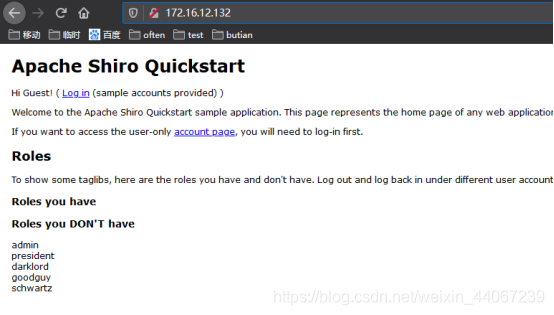 172.16.12.132
移动 临时 百度 often test butian
Apache Shiro Quickstart
Hi Guest! ( Log in (sample accounts provided) )
Welcome to the Apache Shiro Quickstart sample application. This page represents the home page of any web application
If you want to access the user-only account page, you will need to log-in first.
Roles
To show some taglibs, here are the roles you have and don't have. Log out and log back in under different user account
Roles you have
Roles you DON'T have
admin
president
darklord
goodguy
schwartz
https://blog.csdn.net/weixin_44067239